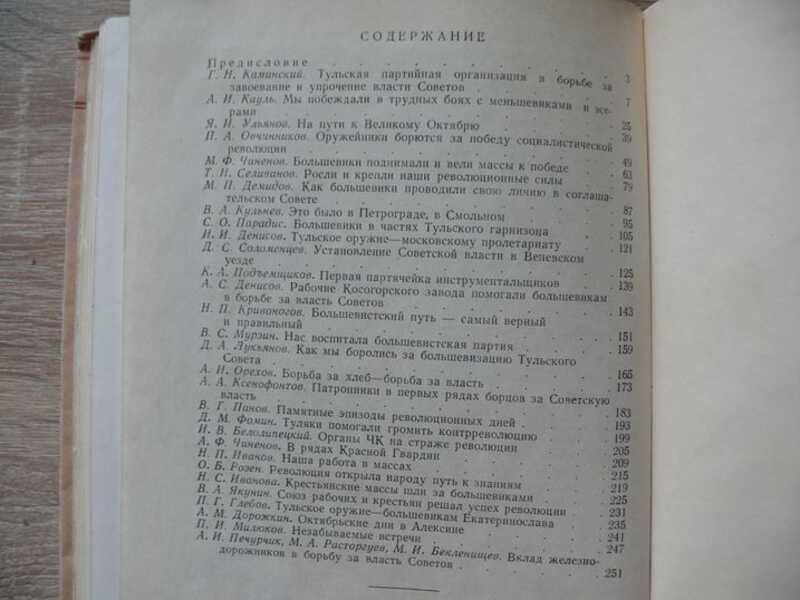 СОДЕРЖАНИЕ
Предисловие . . . . . . . . 3
Г. Н. Каминский. Тульская партийная организация в борьбе за
завоевание и упрочение власти Советов . . . . . 7
А. И. Кауль. Мы побеждали в трудных боях с меньшевиками и эсе-
рами . . . . . . . . 25
Я. И. Ульянов. На пути к Великому Октябрю . . . . 39
П. А. Овчинников. Оружейники борются за победу социалистической
революции . . . . . . . . 49
М. Ф. Чиненов. Большевики поднимали и вели массы к победе . 63
Т. Н. Селиванов. Росли и крепли наши революционные силы . 79
М. П. Демидов. Как большевики проводили свою линию в соглаша-
тельском Совете . . . . . . . 87
В. А. Кульнев. Это было в Петрограде, в Смольном . . . 95
С. О. Парадис. Большевики в частях Тульского гарнизона . . 105
И. И. Денисов. Тульское оружие—московскому пролетариату . 121
Д. С. Соломенцев. Установление Советской власти в Веневском
уезде . . . . . . . . 125
К. А. Подъемщиков. Первая партячейка инструментальщиков . 139
А. С. Денисов. Рабочие Косогорского завода помогали большевикам
в борьбе за власть Советов . . . . . 143
Н. П. Кривоногов. Большевистский путь — самый верный
и правильный . . . . . . . 151
В. С. Мурзин. Нас воспитала большевистская партия . . . 159
Д. А. Лукьянов. Как мы боролись за большевизацию Тульского
Совета . . . . . . . . 165
А. И. Орехов. Борьба за хлеб—борьба за власть . . . 173
А. А. Ксенофонтов. Патронники в первых рядах борцов за Советскую
власть . . . . . . . . 183
В. Г. Панов. Памятные эпизоды революционных дней . . . 193
Д. М. Фомин. Туляки помогали громить контрреволюцию . . 199
И. В. Белолипецкий. Органы ЧК на страже революции . . 205
А. Ф. Чиненов. В рядах Красной Гвардии . . . . 209
Н. П. Иванов. Наша работа в массах . . . . . 215
О. Б. Розен. Революция открыла народу путь к знаниям . . 219
Н. С. Иванова. Крестьянские массы шли за большевиками . . 225
В. А. Якунин. Союз рабочих и крестьян решал успех революции . 231
П. Г. Глебов. Тульское оружие—большевикам Екатеринослава . 235
А. М. Дорожкин. Октябрьские дни в Алексине . . . 241
П. И. Милюков. Незабываемые встречи . . . . . 247
А. И. Печурчик, М. А. Расторгуев, М. И. Бекленищев. Вклад железно-
дорожников в борьбу за власть Советов . . . . 251